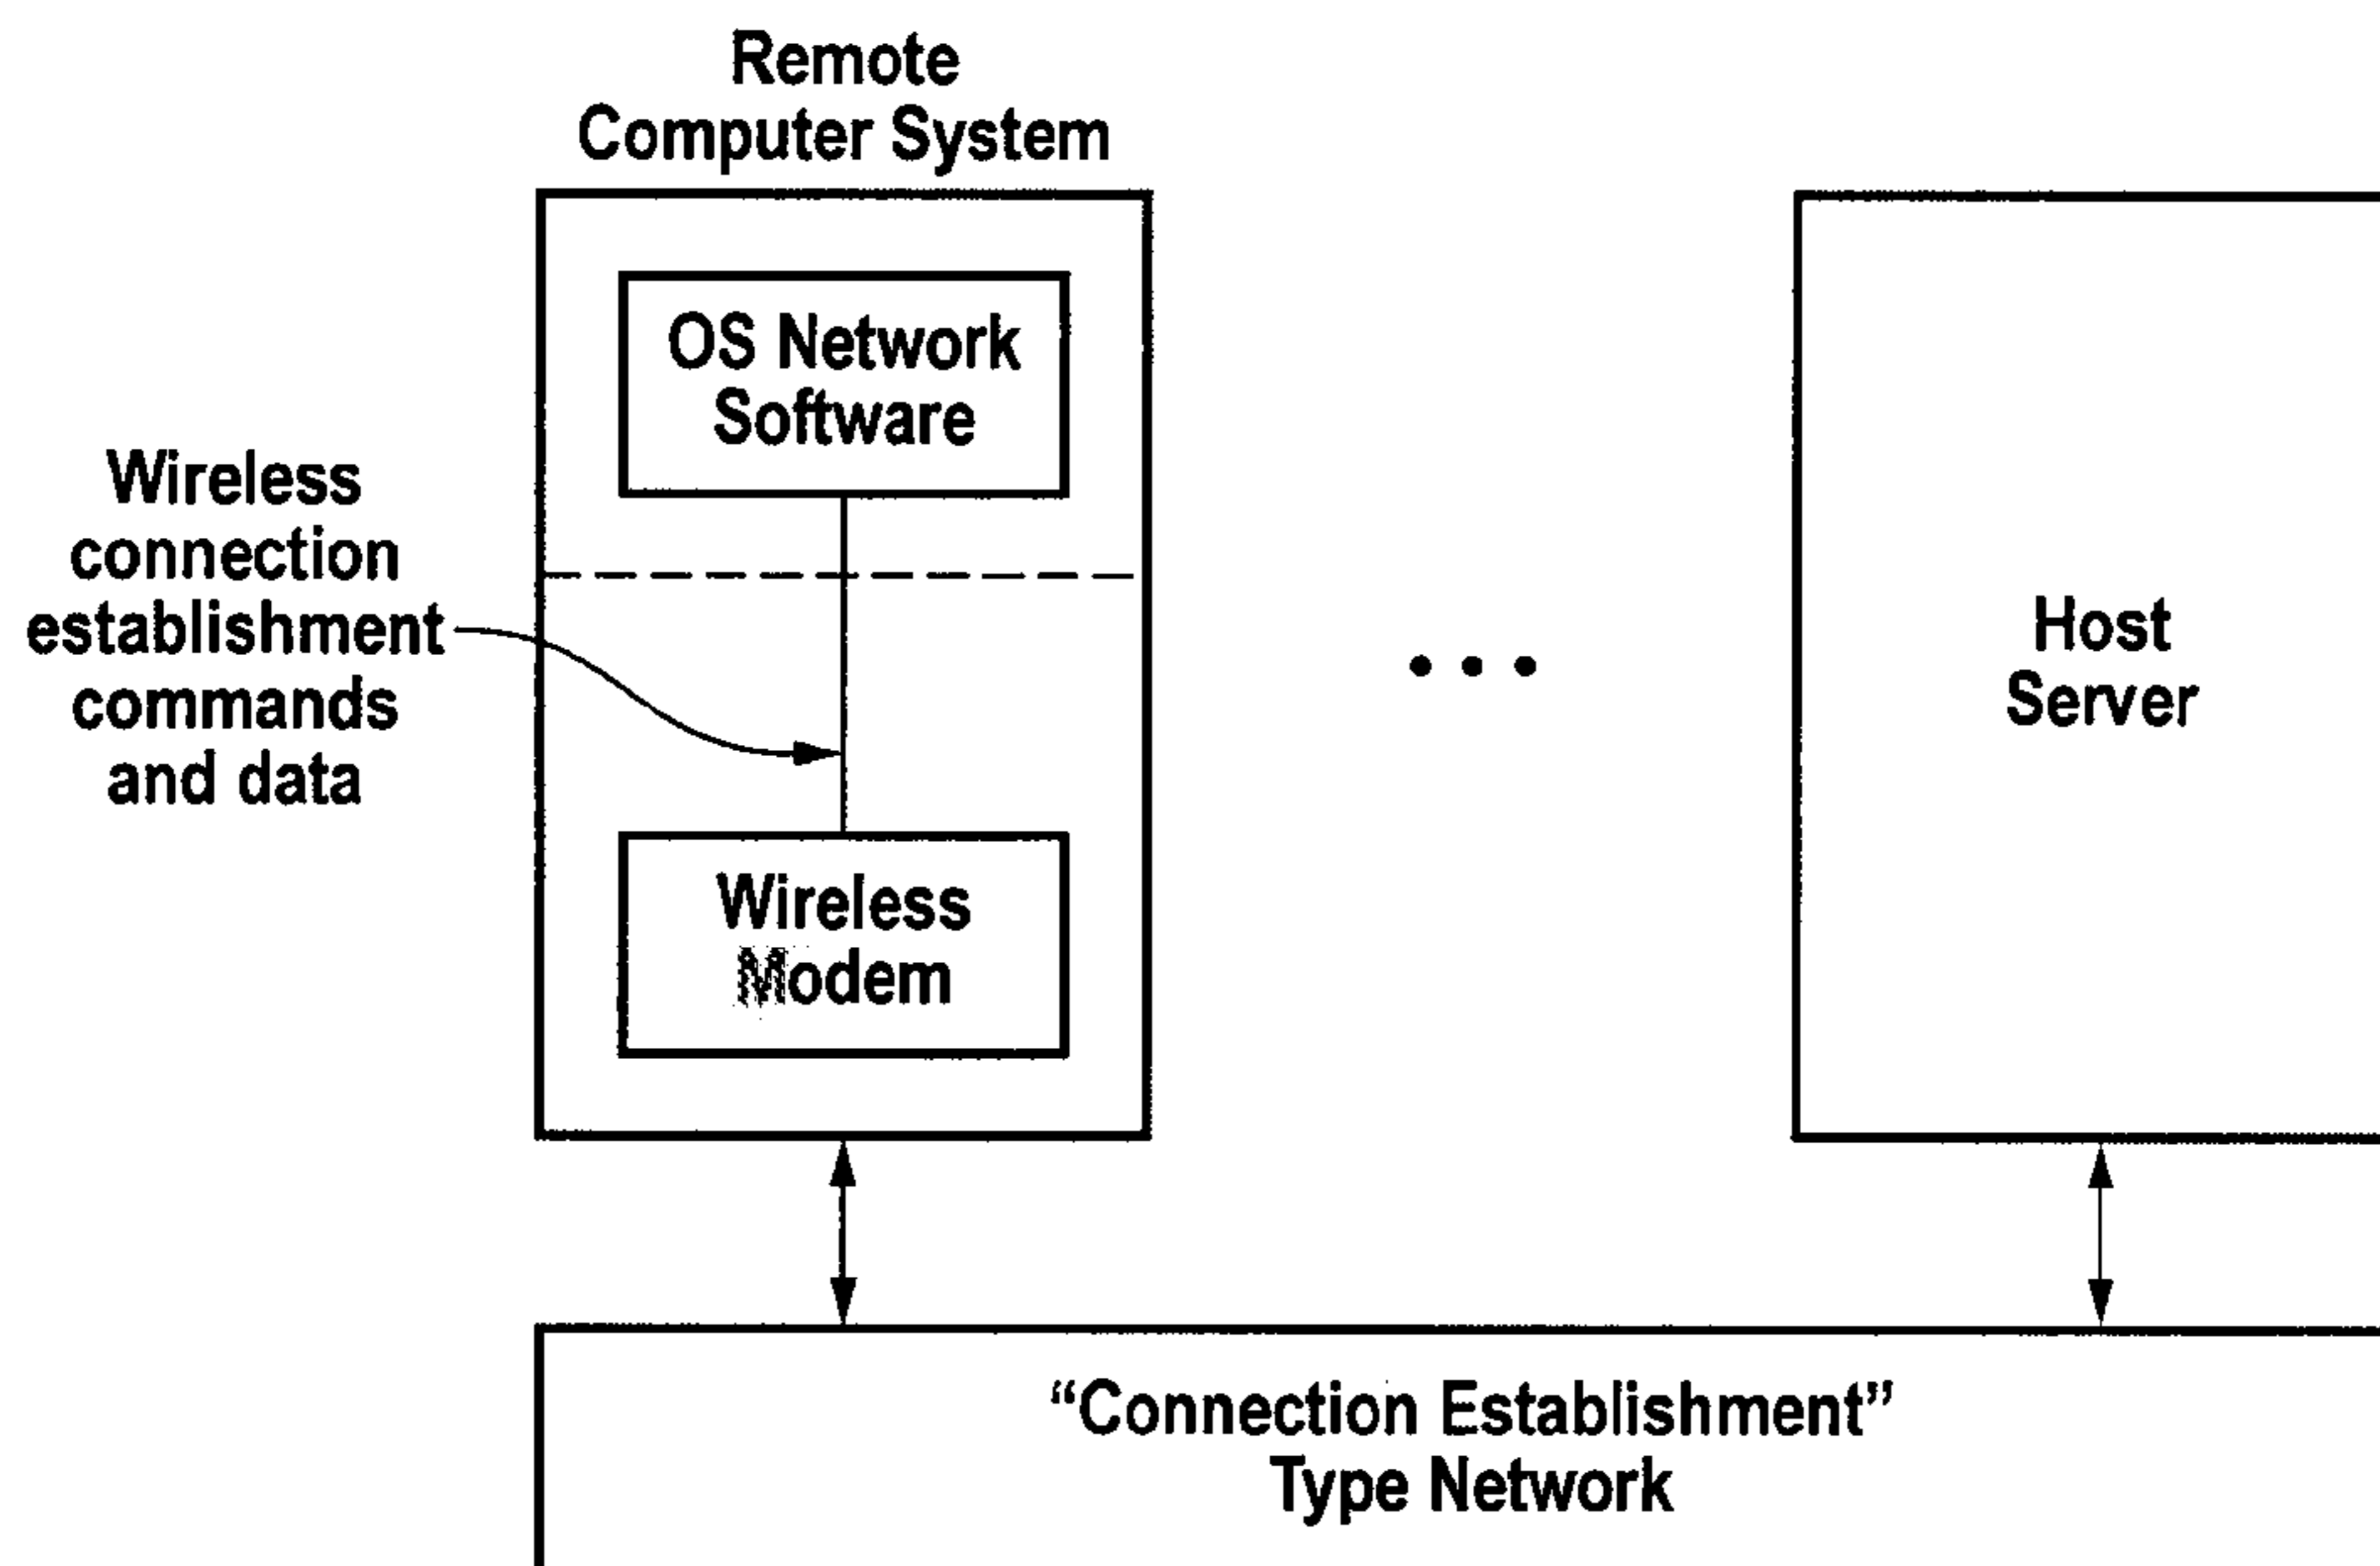 Remote
Computer System
OS Network
Software
Wireless
connection
establishment
commands
and data
Wireless
Modem
Host
Server
“Connection Establishment”
Type Network